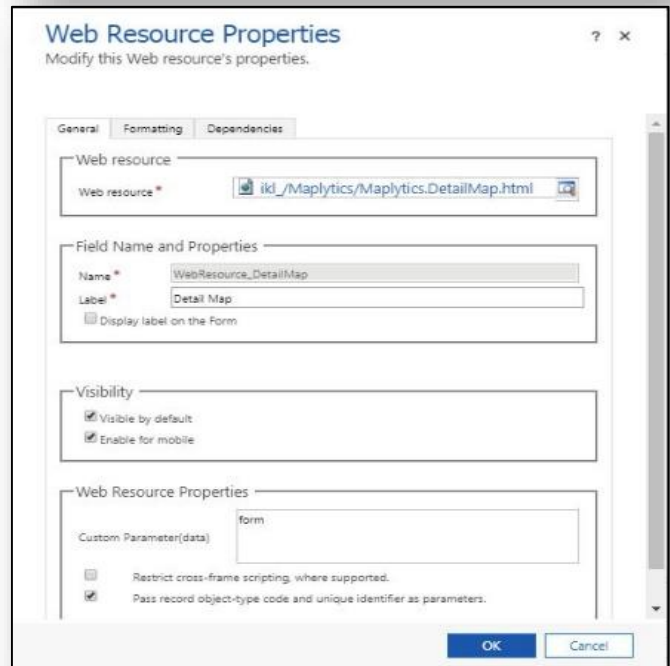 Web Resource Properties
? ×
Modify this Web resource's properties.
General Formatting Dependencies
Web resource
Web resource * ikl_/Maplytics/Maplytics.DetailMap.html
Field Name and Properties
Name * WebResource_DetailMap
Label * Detail Map
Display label on the Form
Visibility
Visible by default
Enable for mobile
Web Resource Properties
form
Custom Parameter(data)
Restrict cross-frame scripting, where supported.
Pass record object-type code and unique identifier as parameters.
OK Cancel